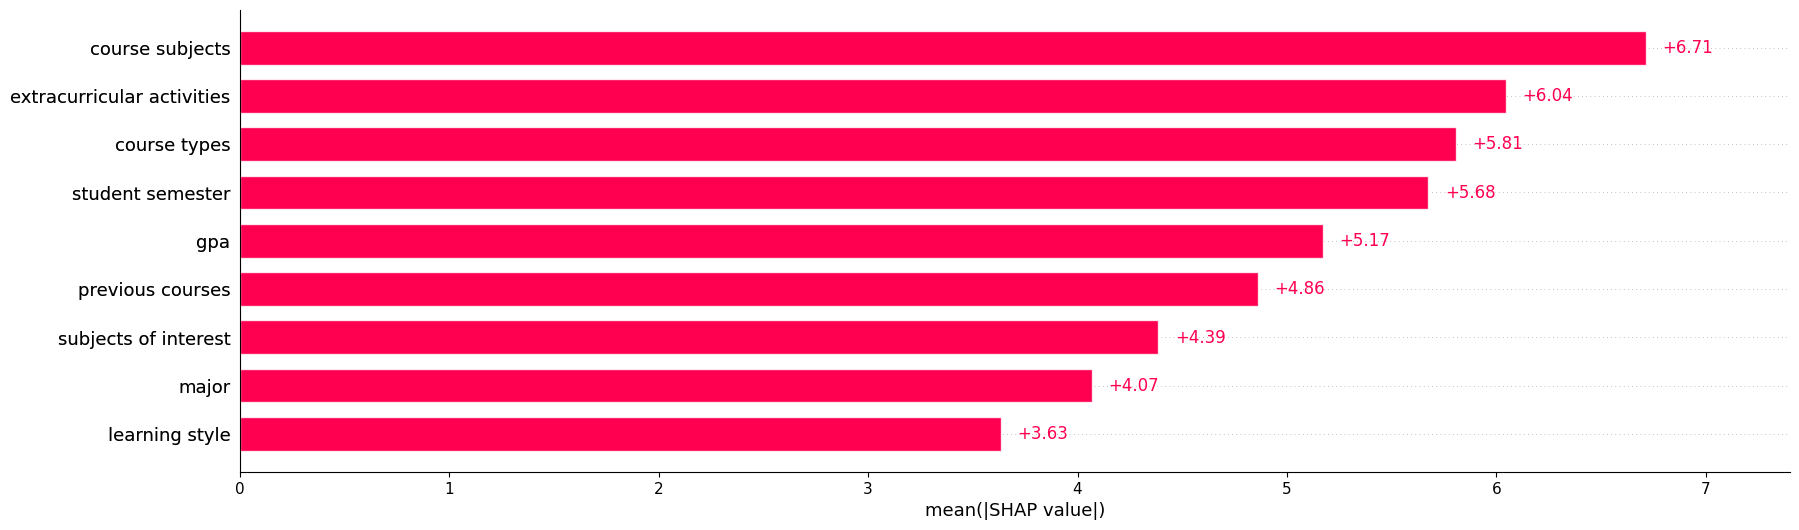 course subjects +6.71
extracurricular activities +6.04
course types +5.81
student semester +5.68
gpa +5.17
previous courses +4.86
subjects of interest +4.39
major +4.07
learning style +3.63
0 1 2 3 4 5 6 7
mean(|SHAP value|)